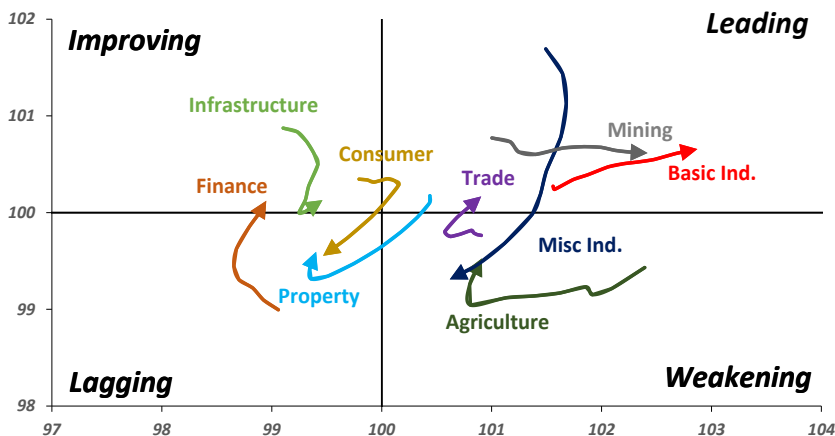 102
Improving
Leading
101
Infrastructure
Mining
Consumer
Finance
Trade
Basic Ind.
100
Misc Ind.
Property
99
Agriculture
Lagging
Weakening
98
97 98 99 100 101 102 103 104